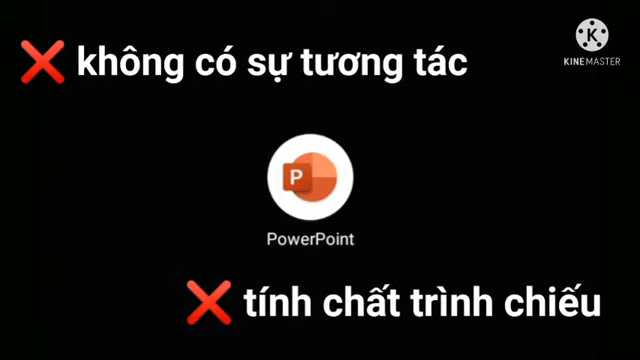 ❌ không có sự tương tác
K
KINEMASTER
P
PowerPoint
❌ tính chất trình chiếu